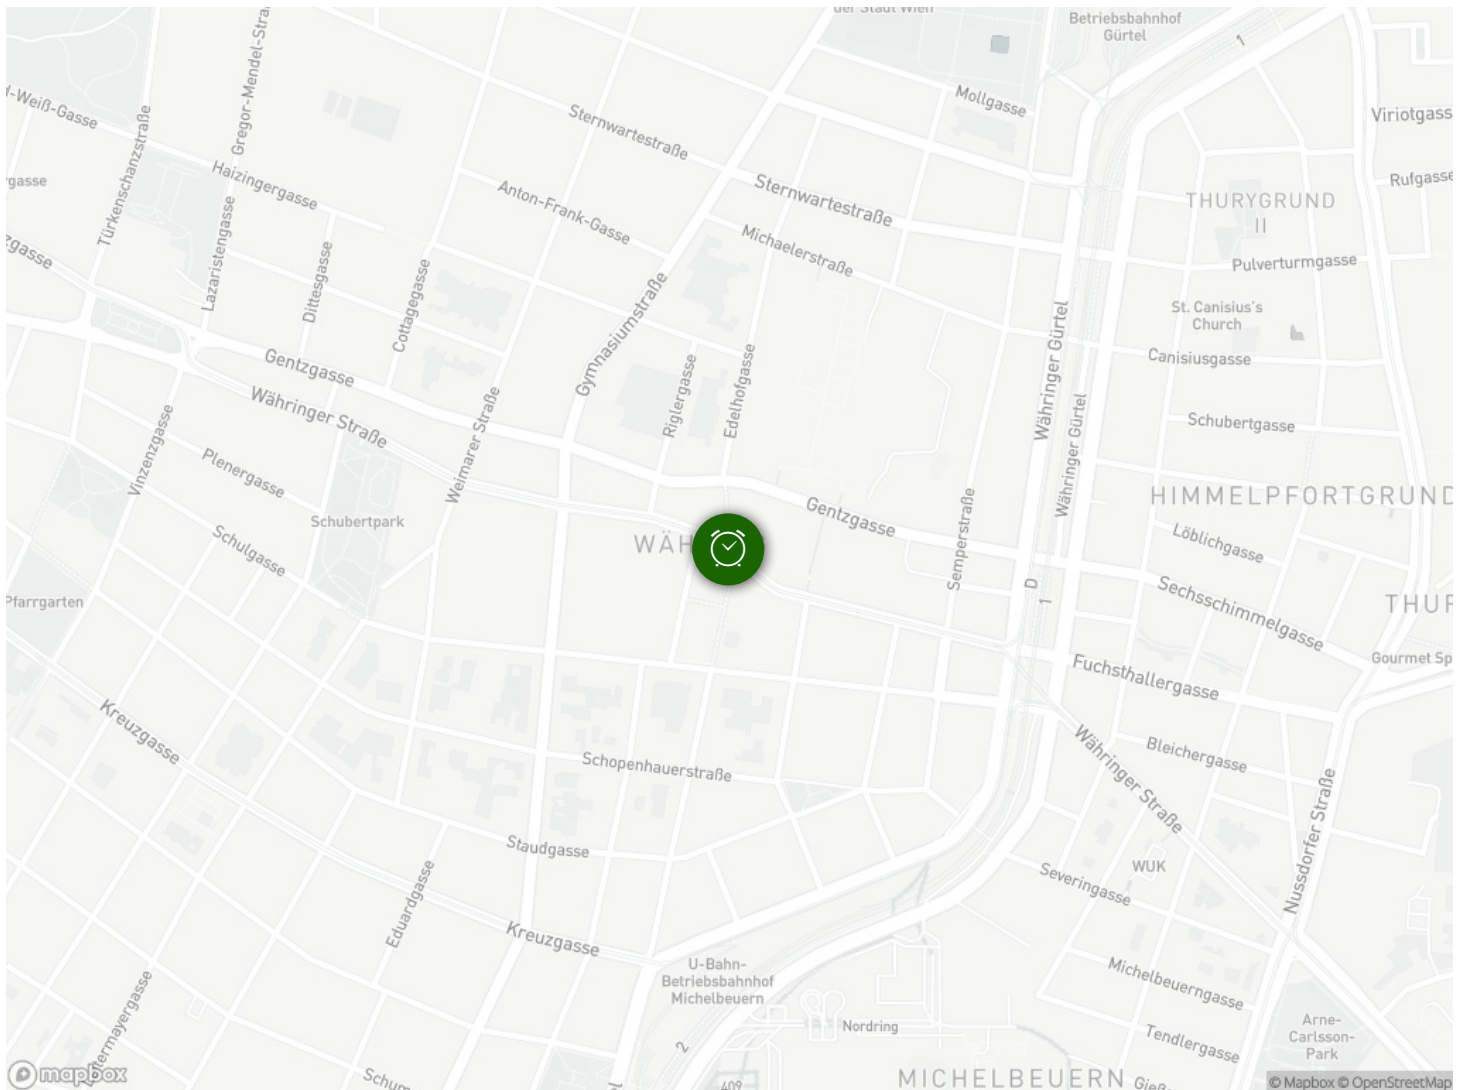 der Stadt Wien
Betriebsbahnhof
Gürtel
1
Gregor-Mendel-Stra
d-Weiß-Gasse
Türkenschanzstraße
Mollgasse
Viriotgass
Sternwartestraße
Haizingergasse
rgasse
Anton-Frank-Gasse
Sternwartestraße
Rufgasse
THURYGRUND
II
Lazaristengasse
zgasse
Dittesgasse
Cottagegasse
Michaelerstraße
Pulverturmgasse
Gymnasiumstraße
St. Canisius's
Church
Währinger Gürtel
Canisiusgasse
Gentzgasse
Währinger Straße
Weimarer Straße
Riglergasse
Edelhofgasse
Währinger Gürtel
Schubertgasse
Vinzenzgasse
Plenergasse
Schubertpark
Gentzgasse
HIMMELPFORTGRUND
Schulgasse
Semperstraße
Löblichgasse
WÄH
D
1
Sechsschimmelgasse
Pfarrgarten
THUR
Fuchsthallergasse
Gourmet Sp
Kreuzgasse
Schopenhauerstraße
Währinger Straße
Bleichergasse
Nussdorfer Straße
Staudgasse
WUK
Severingasse
Eduardgasse
Kreuzgasse
U-Bahn-
Betriebsbahnhof
Michelbeuern
Michelbeuerngasse
Nordring
Arne-
Carlsson-
Park
Tendlergasse
2
409
MICHELBEUERN
mapbox
© Mapbox © OpenStreetMap